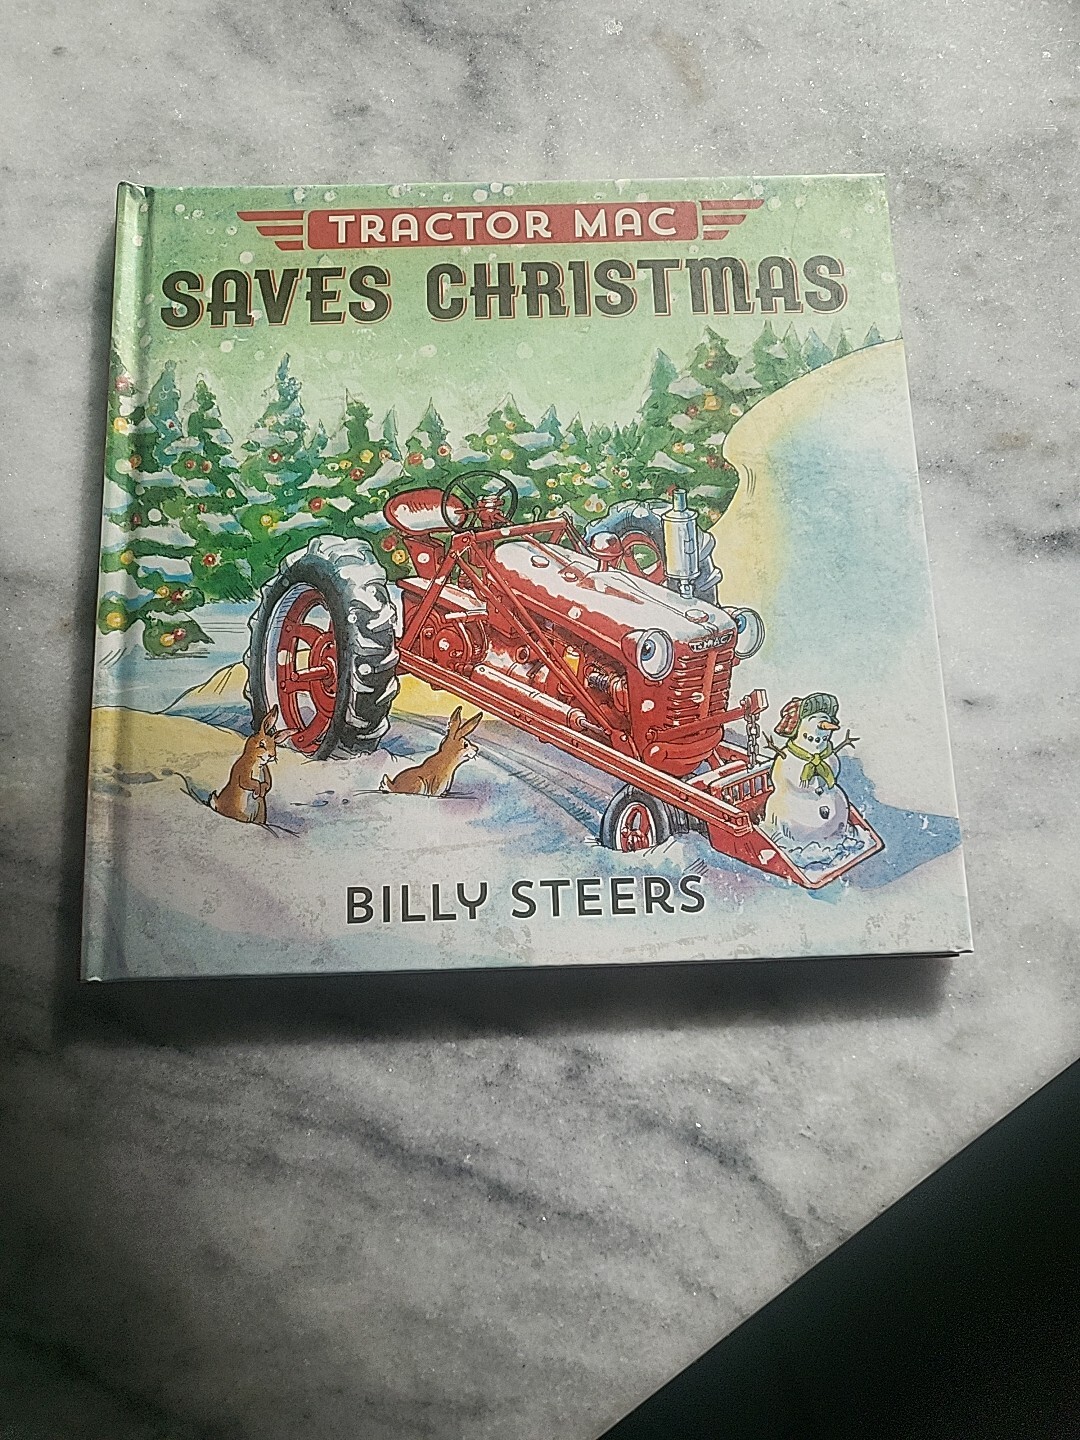 TRACTOR MAC
SAVES CHRISTMAS
BILLY STEERS